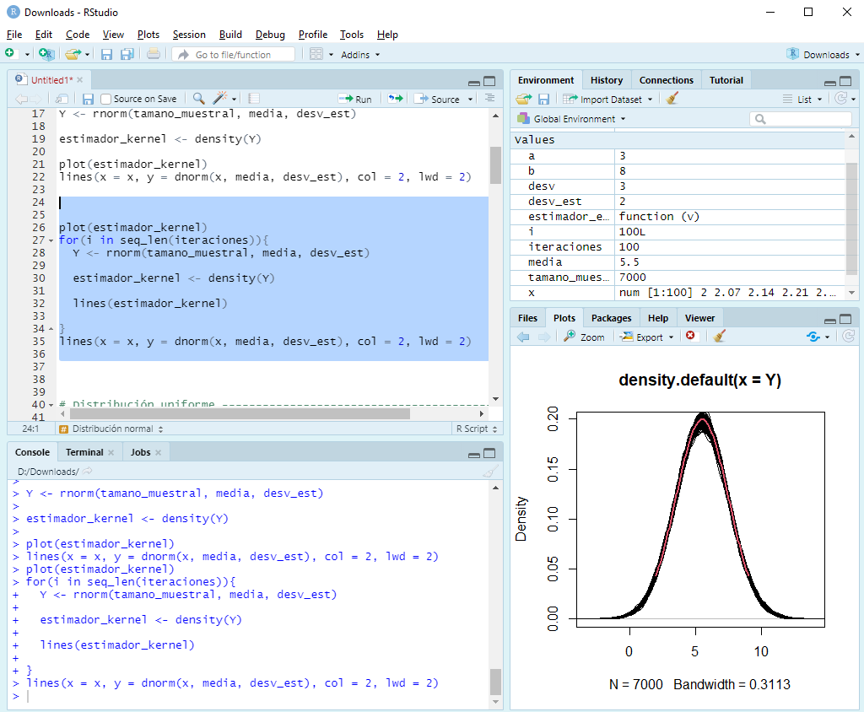 Downloads - RStudio
File Edit Code View Plots Session Build Debug Profile Tools Help
Go to file/function Addins Downloads
Untitled1*
Source on Save Run Source
17 Y <- rnorm(tamano_muestral, media, desv_est)
18
19 estimador_kernel <- density(Y)
20
21 plot(estimador_kernel)
22 lines(x = x, y = dnorm(x, media, desv_est), col = 2, lwd = 2)
23
24
25
26 plot(estimador_kernel)
27 for(i in seq_len(iteraciones)){
28 Y <- rnorm(tamano_muestral, media, desv_est)
29
30 estimador_kernel <- density(Y)
31
32 lines(estimador_kernel)
33
34 }
35 lines(x = x, y = dnorm(x, media, desv_est), col = 2, lwd = 2)
36
37
38
39
40 # Distribución uniforme --------------------------------
41
24:1 Distribución normal R Script
Console Terminal Jobs
D:/Downloads/
>
> Y <- rnorm(tamano_muestral, media, desv_est)
>
> estimador_kernel <- density(Y)
>
> plot(estimador_kernel)
> lines(x = x, y = dnorm(x, media, desv_est), col = 2, lwd = 2)
> plot(estimador_kernel)
> for(i in seq_len(iteraciones)){
+ Y <- rnorm(tamano_muestral, media, desv_est)
+
+ estimador_kernel <- density(Y)
+
+ lines(estimador_kernel)
+
+ }
> lines(x = x, y = dnorm(x, media, desv_est), col = 2, lwd = 2)
>
Environment History Connections Tutorial
Import Dataset List
Global Environment
Values
a 3
b 8
desv 3
desv_est 2
estimador_e… function (v)
i 100L
iteraciones 100
media 5.5
tamano_mues… 7000
x num [1:100] 2 2.07 2.14 2.21 2.…
Files Plots Packages Help Viewer
Zoom Export
density.default(x = Y)
0.20
0.15
0.10
0.05
0.00
Density
0 5 10
N = 7000 Bandwidth = 0.3113